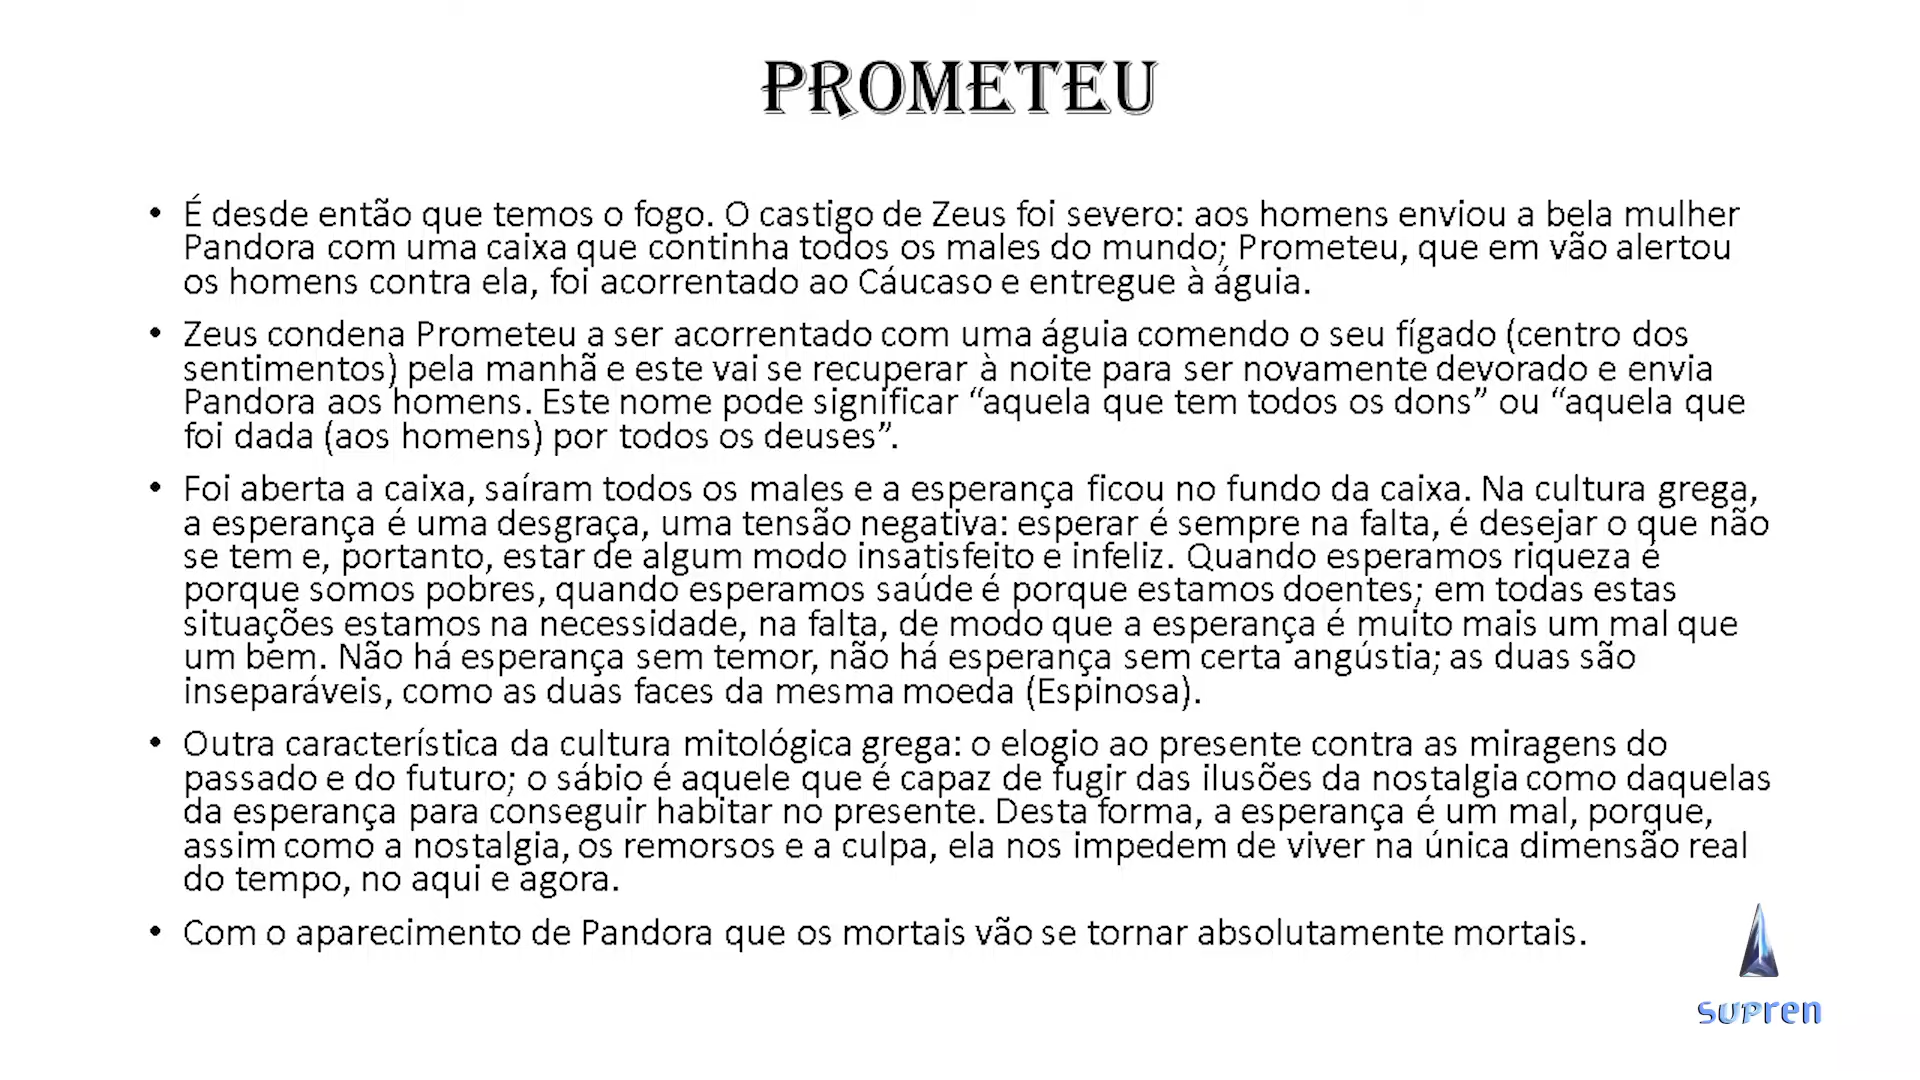 PROMETEU
• É desde então que temos o fogo. O castigo de Zeus foi severo: aos homens enviou a bela mulher
Pandora com uma caixa que continha todos os males do mundo; Prometeu, que em vão alertou
os homens contra ela, foi acorrentado ao Cáucaso e entregue à águia.
• Zeus condena Prometeu a ser acorrentado com uma águia comendo o seu fígado (centro dos
sentimentos) pela manhã e este vai se recuperar à noite para ser novamente devorado e envia
Pandora aos homens. Este nome pode significar “aquela que tem todos os dons” ou “aquela que
foi dada (aos homens) por todos os deuses”.
• Foi aberta a caixa, saíram todos os males e a esperança ficou no fundo da caixa. Na cultura grega,
a esperança é uma desgraça, uma tensão negativa: esperar é sempre na falta, é desejar o que não
se tem e, portanto, estar de algum modo insatisfeito e infeliz. Quando esperamos riqueza é
porque somos pobres, quando esperamos saúde é porque estamos doentes; em todas estas
situações estamos na necessidade, na falta, de modo que a esperança é muito mais um mal que
um bem. Não há esperança sem temor, não há esperança sem certa angústia; as duas são
inseparáveis, como as duas faces da mesma moeda (Espinosa).
• Outra característica da cultura mitológica grega: o elogio ao presente contra as miragens do
passado e do futuro; o sábio é aquele que é capaz de fugir das ilusões da nostalgia como daquelas
da esperança para conseguir habitar no presente. Desta forma, a esperança é um mal, porque,
assim como a nostalgia, os remorsos e a culpa, ela nos impedem de viver na única dimensão real
do tempo, no aqui e agora.
• Com o aparecimento de Pandora que os mortais vão se tornar absolutamente mortais.
supren